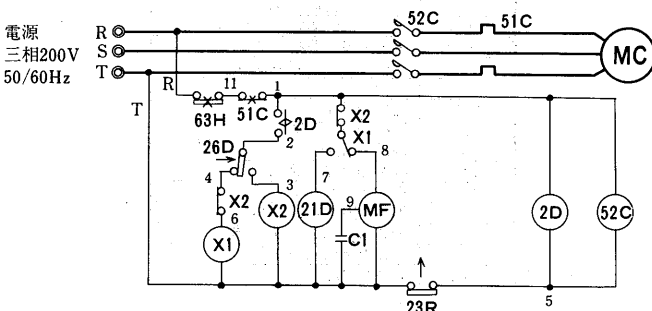 電源
三相200V
50/60Hz
R
S
T
52C
51C
MC
T
R
11
63H
51C
1
2D
2
X2
X1
26D
4
3
7
8
X2
6
X1
X2
21D
9
MF
C1
2D
52C
23R
5